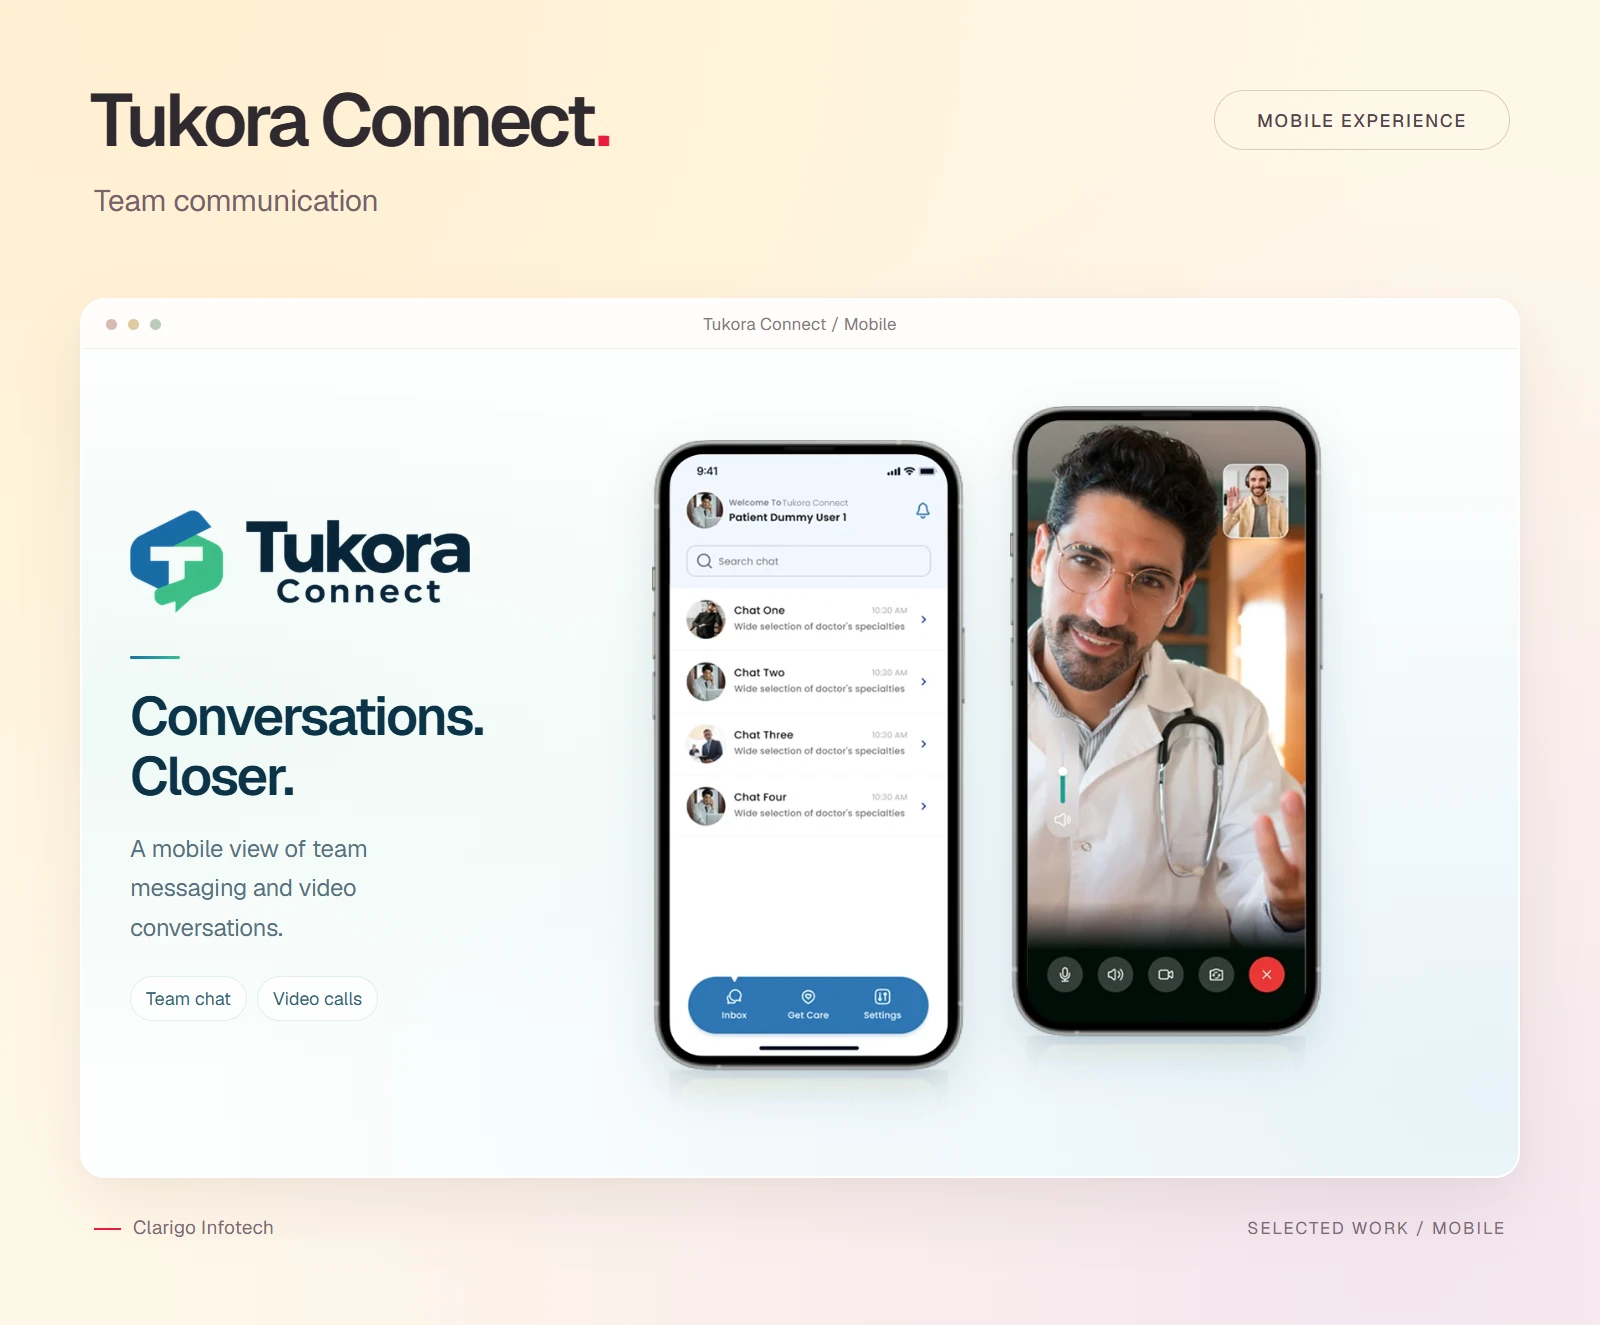 Tukora Connect.
MOBILE EXPERIENCE
Team communication
Tukora Connect / Mobile
Tukora
Connect
Conversations.
Closer.
A mobile view of team
messaging and video
conversations.
Team chat
Video calls
9:41
Welcome To Tukora Connect
Patient Dummy User 1
Search chat
Chat One
10:30 AM
Wide selection of doctor's specialties
Chat Two
10:30 AM
Wide selection of doctor's specialties
Chat Three
10:30 AM
Wide selection of doctor's specialties
Chat Four
10:30 AM
Wide selection of doctor's specialties
Inbox
Get Care
Settings
Clarigo Infotech
SELECTED WORK / MOBILE